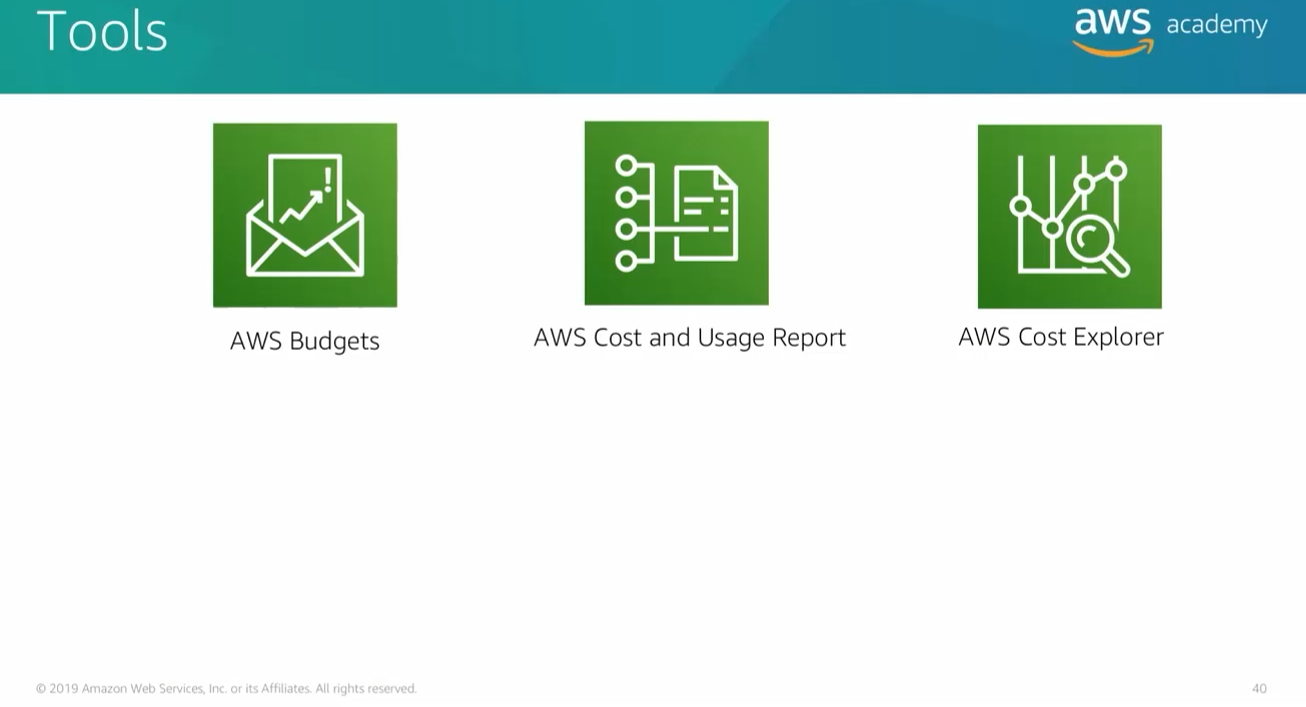 Tools
aws academy
AWS Budgets
AWS Cost and Usage Report
AWS Cost Explorer
© 2019 Amazon Web Services, Inc. or its Affiliates. All rights reserved.
40